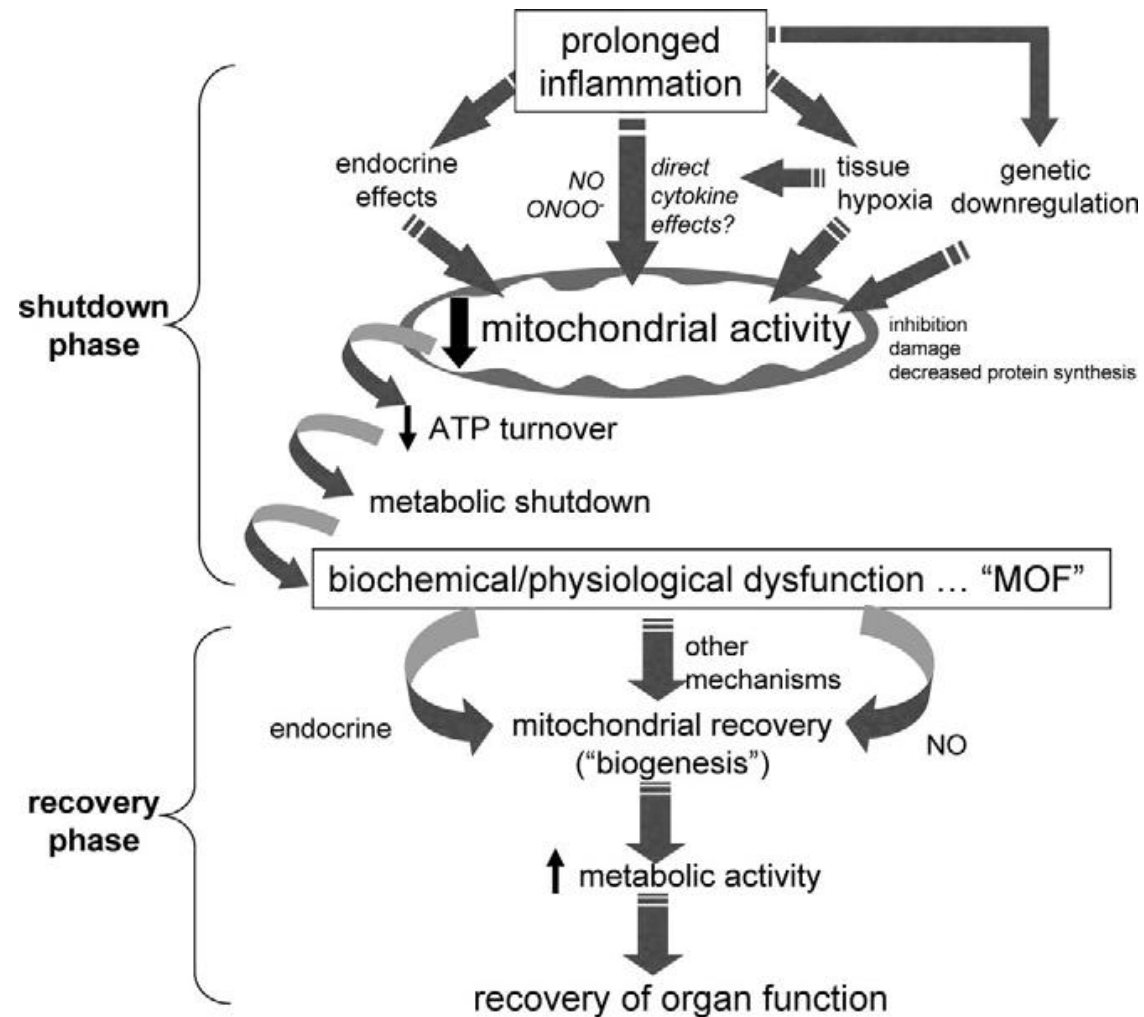 prolonged
inflammation
endocrine
effects
NO
ONOO-
direct
cytokine
effects?
tissue
hypoxia
genetic
downregulation
shutdown
phase
mitochondrial activity
inhibition
damage
decreased protein synthesis
ATP turnover
metabolic shutdown
biochemical/physiological dysfunction … “MOF”
other
mechanisms
endocrine
mitochondrial recovery
(“biogenesis”)
NO
recovery
phase
metabolic activity
recovery of organ function